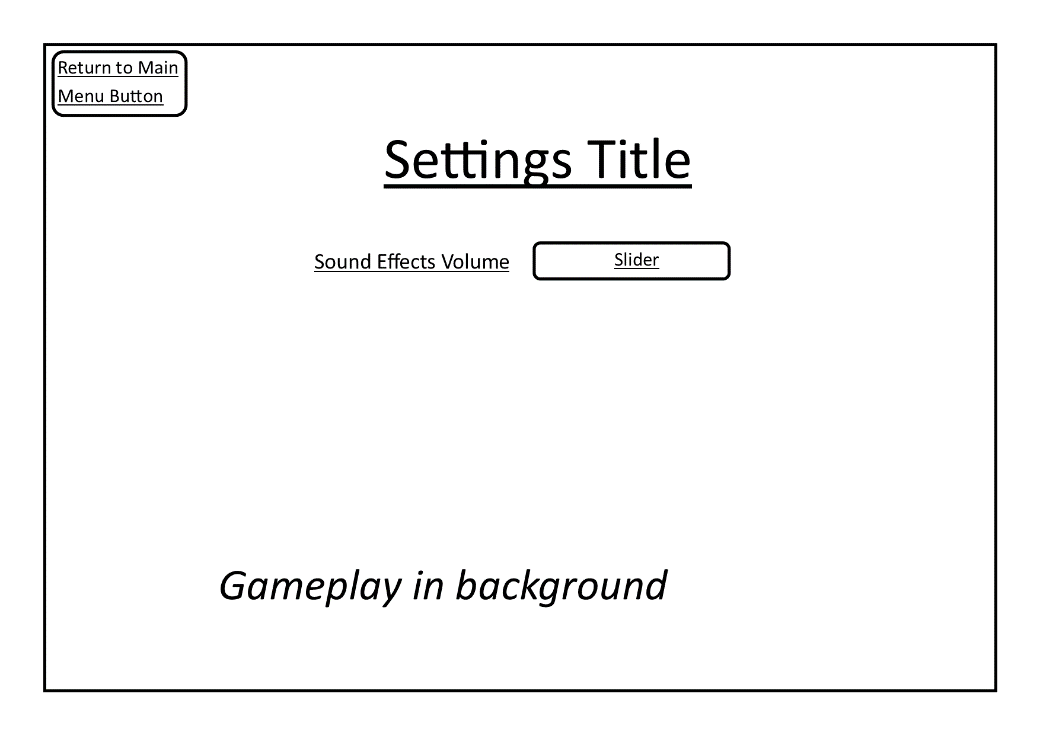 Return to Main
Menu Button
Settings Title
Sound Effects Volume
Slider
Gameplay in background